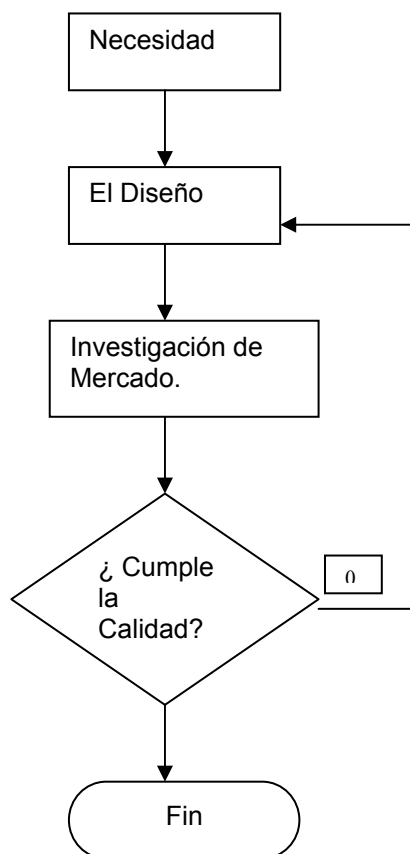 Necesidad
El Diseño
Investigación de
Mercado.
¿ Cumple
la
Calidad?
0
Fin